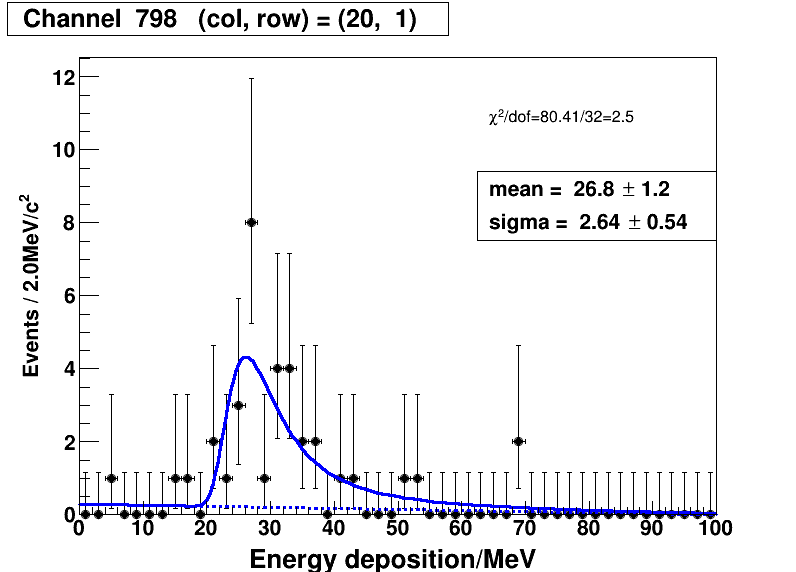 Channel 798 (col, row) = (20, 1)
χ²/dof=80.41/32=2.5
mean = 26.8 ± 1.2
sigma = 2.64 ± 0.54
Events / 2.0MeV/c²
12
10
8
6
4
2
0
0 10 20 30 40 50 60 70 80 90 100
Energy deposition/MeV